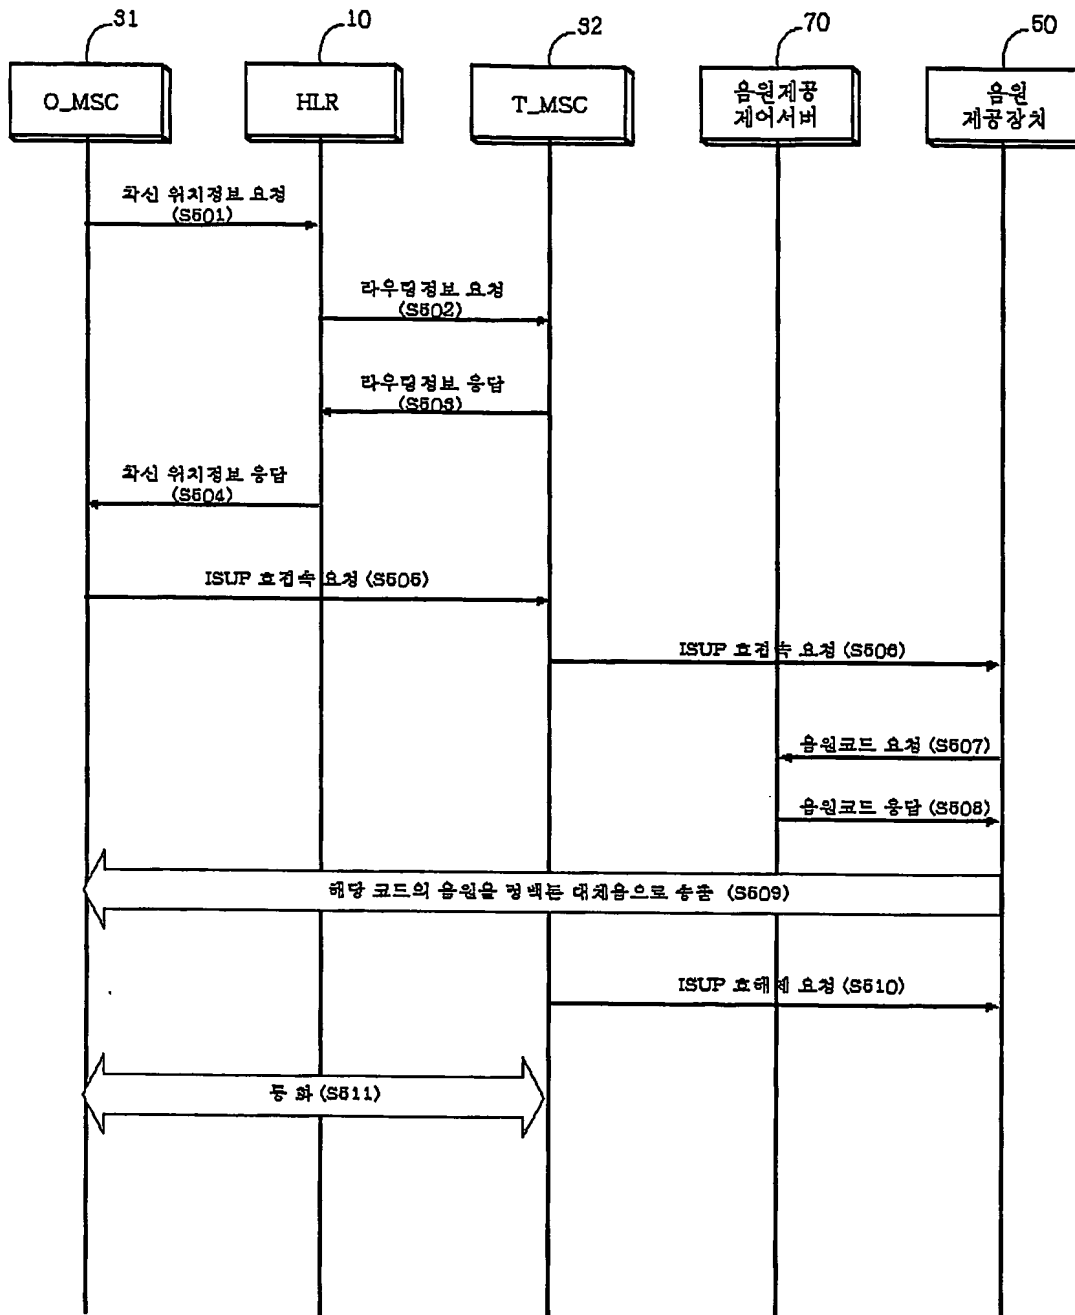 31
10
32
70
50
O_MSC
HLR
T_MSC
음원제공
제어서버
음원
제공장치
착신 위치정보 요청
(S501)
라우팅정보 요청
(S502)
라우팅정보 응답
(S503)
착신 위치정보 응답
(S504)
ISUP 호접속 요청 (S505)
ISUP 호접속 요청 (S506)
음원코드 요청 (S507)
음원코드 응답 (S508)
해당 코드의 음원을 링백톤 대체음으로 송출 (S509)
ISUP 호해제 요청 (S510)
통 화 (S511)